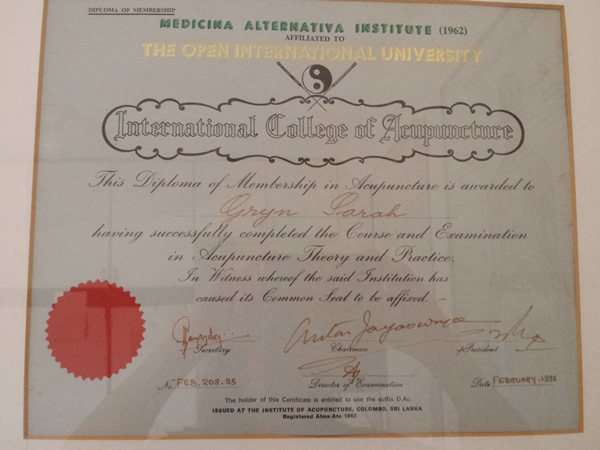 DIPLOMA OF MEMBERSHIP
MEDICINA ALTERNATIVA INSTITUTE (1962)
AFFILIATED TO
THE OPEN INTERNATIONAL UNIVERSITY
International College of Acupuncture
This Diploma of Membership in Acupuncture is awarded to
Gryn Sarah
having successfully completed the Course and Examination
in Acupuncture Theory and Practice.
In Witness whereof the said Institution has
caused its Common Seal to be affixed.
Secretary Chairman President
No. FEB. 208.95 Director of Examination Date FEBRUARY, 1995
The holder of this Certificate is entitled to use the suffix D.Ac.
ISSUED AT THE INSTITUTE OF ACUPUNCTURE, COLOMBO, SRI LANKA
Registered Alma-Ata 1962